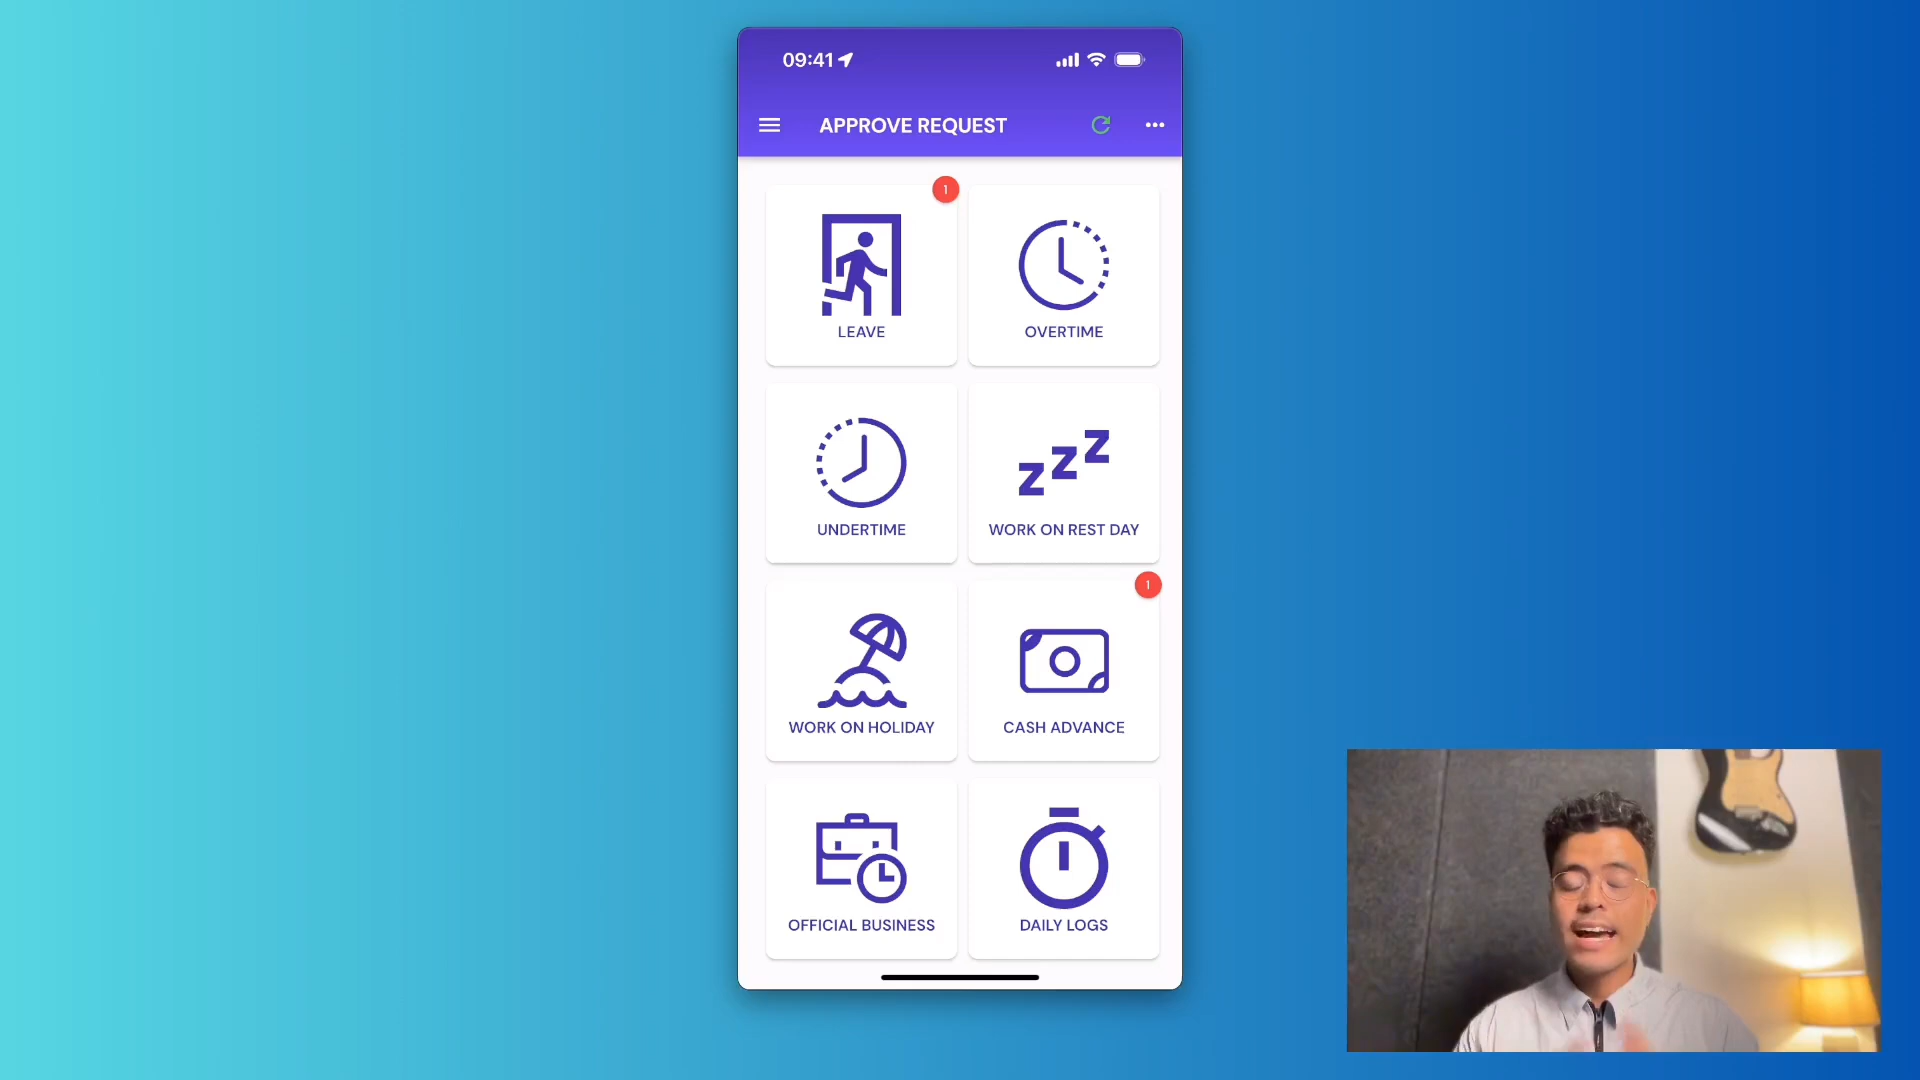 09:41
APPROVE REQUEST
1
LEAVE
OVERTIME
UNDERTIME
zzz
WORK ON REST DAY
1
WORK ON HOLIDAY
CASH ADVANCE
OFFICIAL BUSINESS
DAILY LOGS